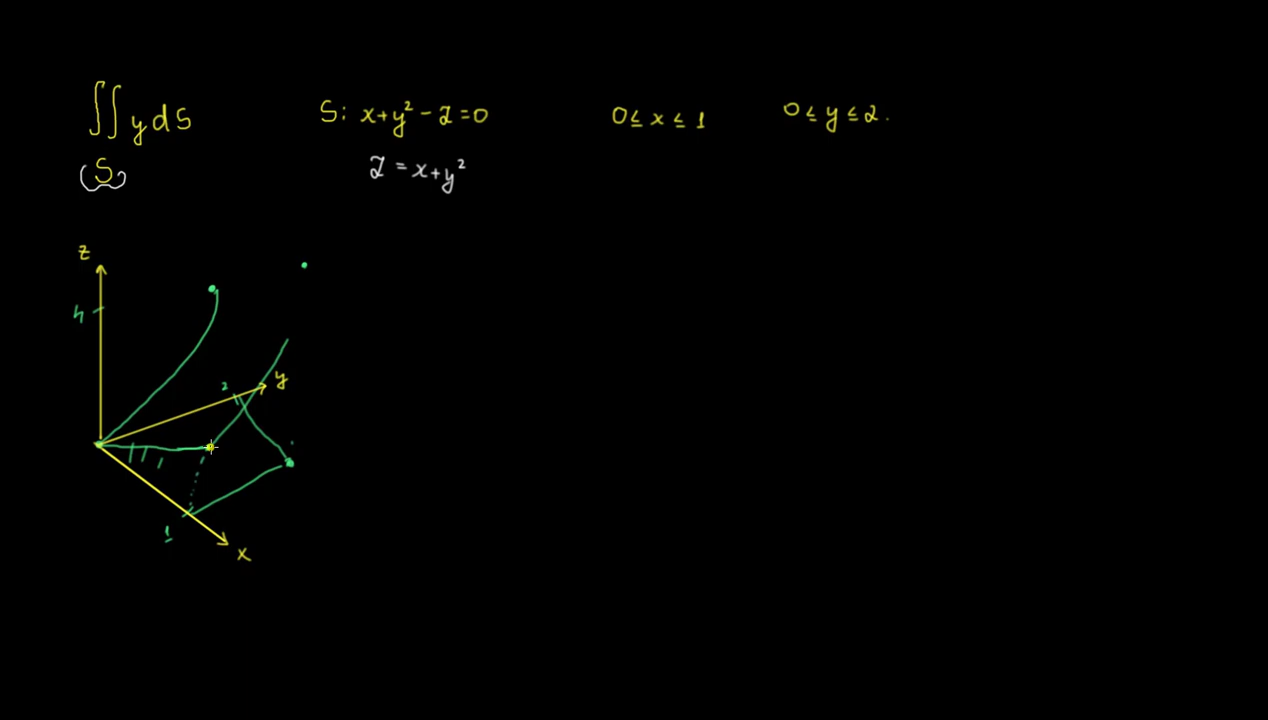 ∬ y dS S: x+y² - z = 0 0 ≤ x ≤ 1 0 ≤ y ≤ 2.
S z = x+y²
z
4
2 y
1
x